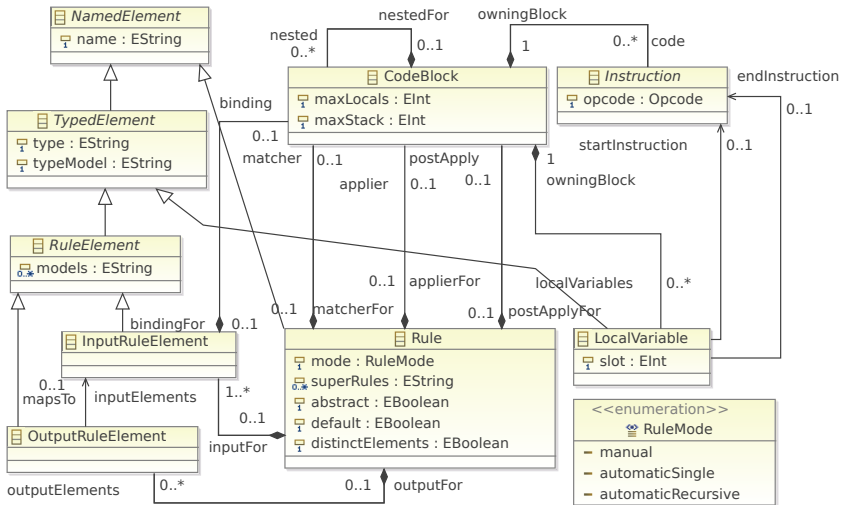 NamedElement
name : EString
nestedFor
nested
0..*
0..1
owningBlock
1
0..*
code
CodeBlock
maxLocals : EInt
maxStack : EInt
Instruction
opcode : Opcode
endInstruction
0..1
startInstruction
0..1
binding
0..1
TypedElement
type : EString
typeModel : EString
matcher
0..1
applier
postApply
0..1
0..1
1
owningBlock
RuleElement
models : EString
0..1
applierFor
localVariables
0..*
bindingFor
0..1
0..1
matcherFor
0..1
postApplyFor
InputRuleElement
Rule
mode : RuleMode
superRules : EString
abstract : EBoolean
default : EBoolean
distinctElements : EBoolean
LocalVariable
slot : EInt
0..1
mapsTo
inputElements
1..*
0..1
inputFor
OutputRuleElement
<<enumeration>>
RuleMode
manual
automaticSingle
automaticRecursive
outputElements
0..*
0..1
outputFor